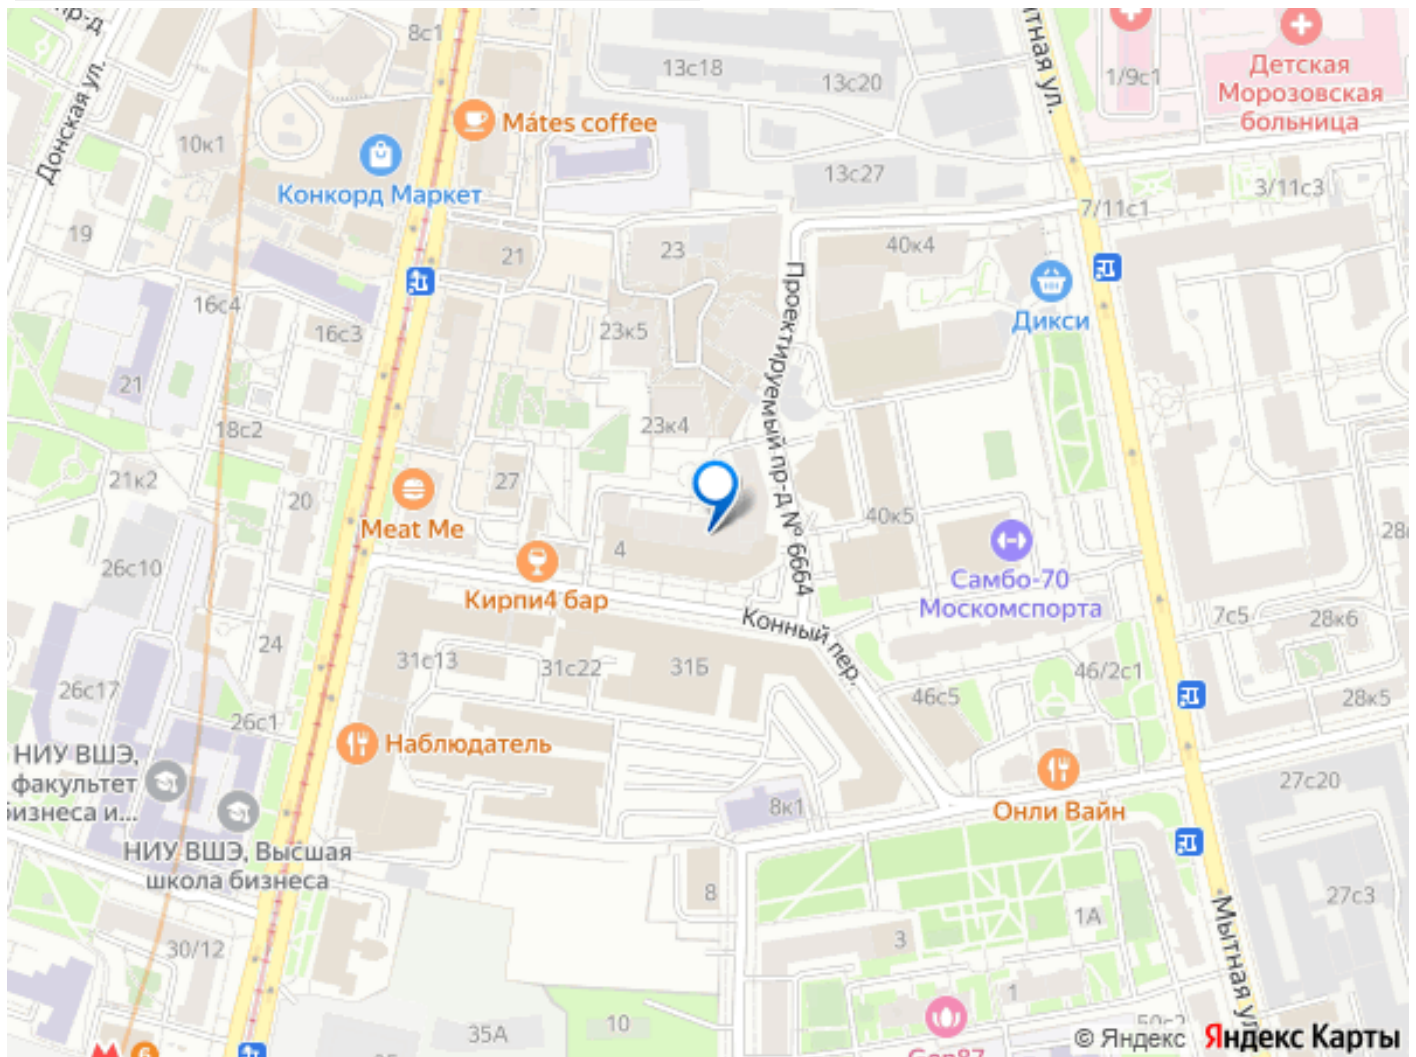 пр-д
8с1
Донская ул.
13с18
13с20
Мытная ул.
1/9с1
Детская
Морозовская
больница
Mátes coffee
10к1
Конкорд Маркет
13с27
3/11с3
7/11с1
19
21
23
40к4
Проектируемый пр-д № 6664
Дикси
16с4
16с3
23к5
21
18с2
23к4
21к2
20
27
Meat Me
40к5
Самбо-70
Москомспорта
26с10
4
Кирпи4 бар
Конный пер.
7с5
28к6
24
31с13
31с22
31Б
46/2с1
26с17
46с5
28к5
26с1
Наблюдатель
НИУ ВШЭ,
факультет
бизнеса и...
8к1
Онли Вайн
27с20
НИУ ВШЭ, Высшая
школа бизнеса
8
1А
27с3
30/12
3
Мытная ул.
1
10
35А
50с2
6
© Яндекс
Яндекс Карты